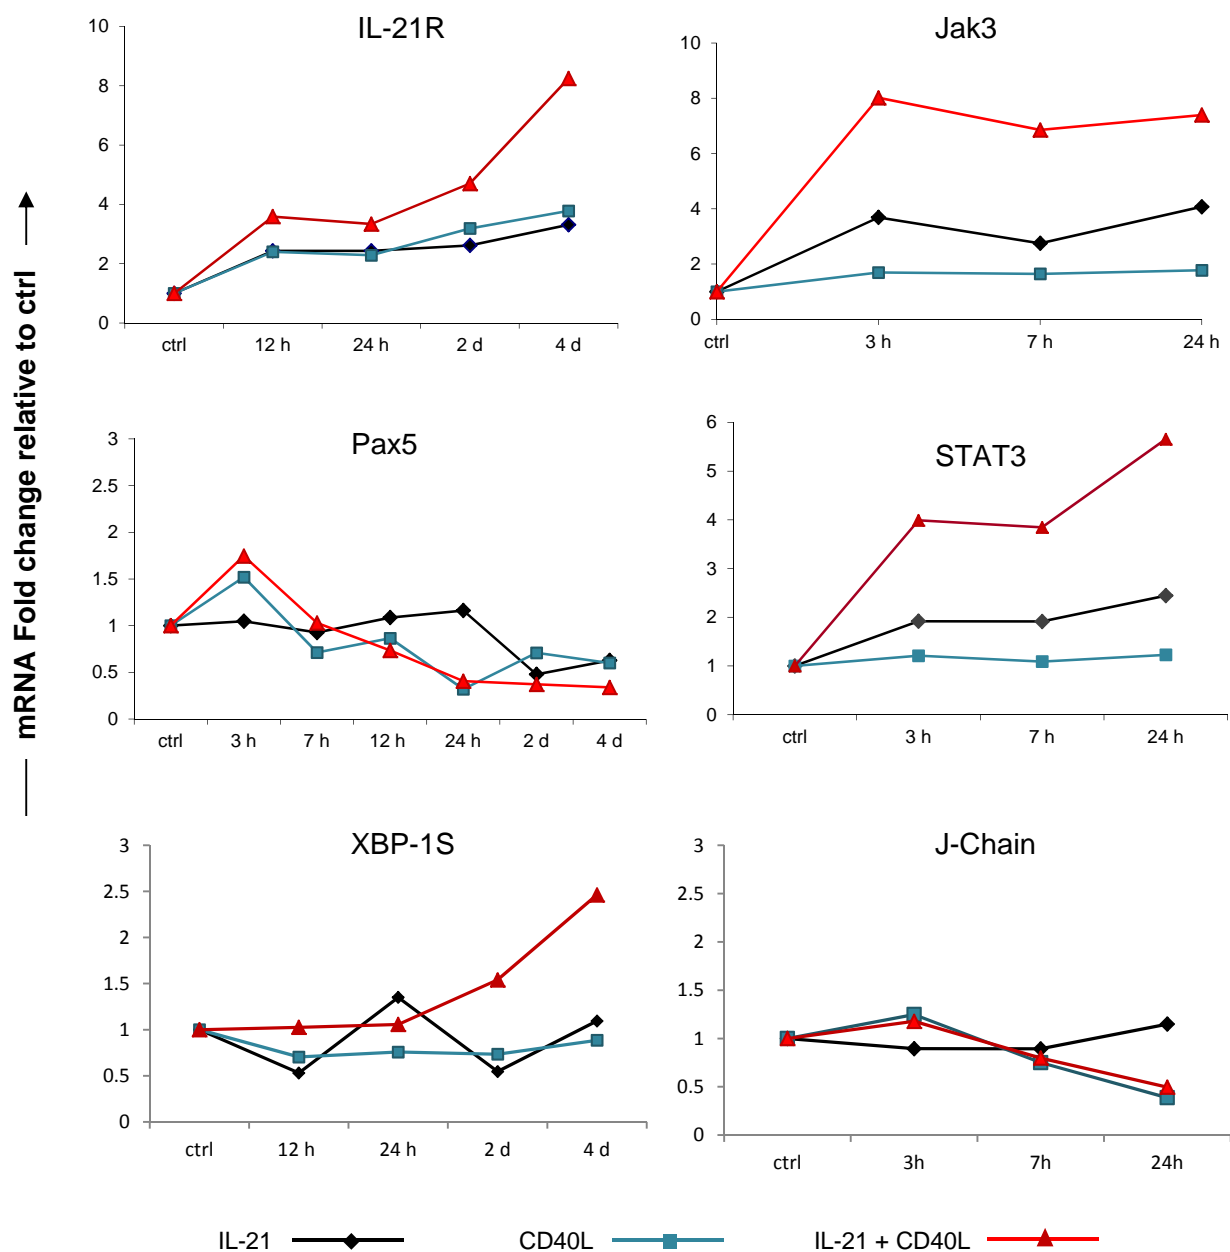 mRNA Fold change relative to ctrl
IL-21R
10
8
6
4
2
0
ctrl 12 h 24 h 2 d 4 d
Jak3
10
8
6
4
2
0
ctrl 3 h 7 h 24 h
Pax5
3
2.5
2
1.5
1
0.5
0
ctrl 3 h 7 h 12 h 24 h 2 d 4 d
STAT3
6
5
4
3
2
1
0
ctrl 3 h 7 h 24 h
XBP-1S
3
2.5
2
1.5
1
0.5
0
ctrl 12 h 24 h 2 d 4 d
J-Chain
3
2.5
2
1.5
1
0.5
0
ctrl 3h 7h 24h
IL-21 CD40L IL-21 + CD40L